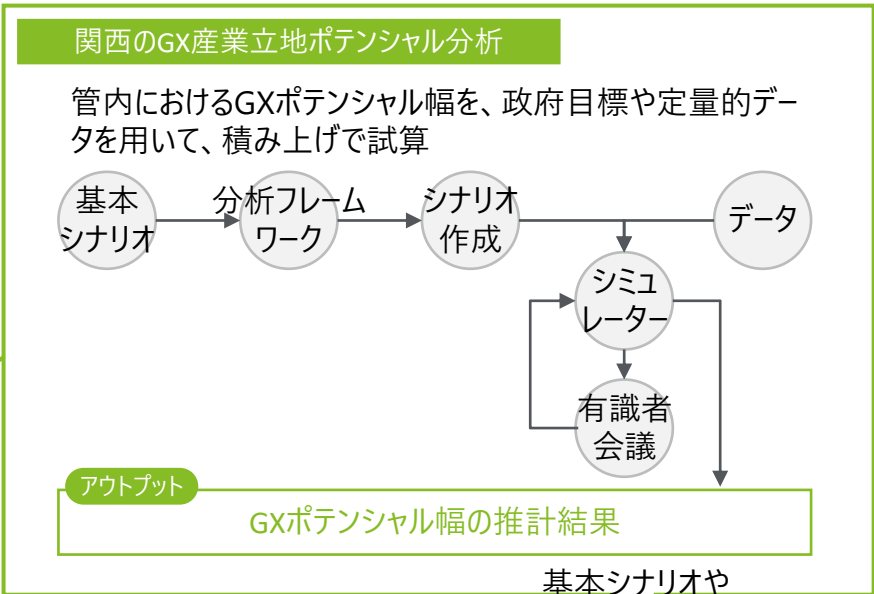 関西のGX産業立地ポテンシャル分析
管内におけるGXポテンシャル幅を、政府目標や定量的デー
タを用いて、積み上げで試算
基本
シナリオ
分析フレーム
ワーク
シナリオ
作成
データ
シミュ
レーター
有識者
会議
アウトプット
GXポテンシャル幅の推計結果
基本シナリオや